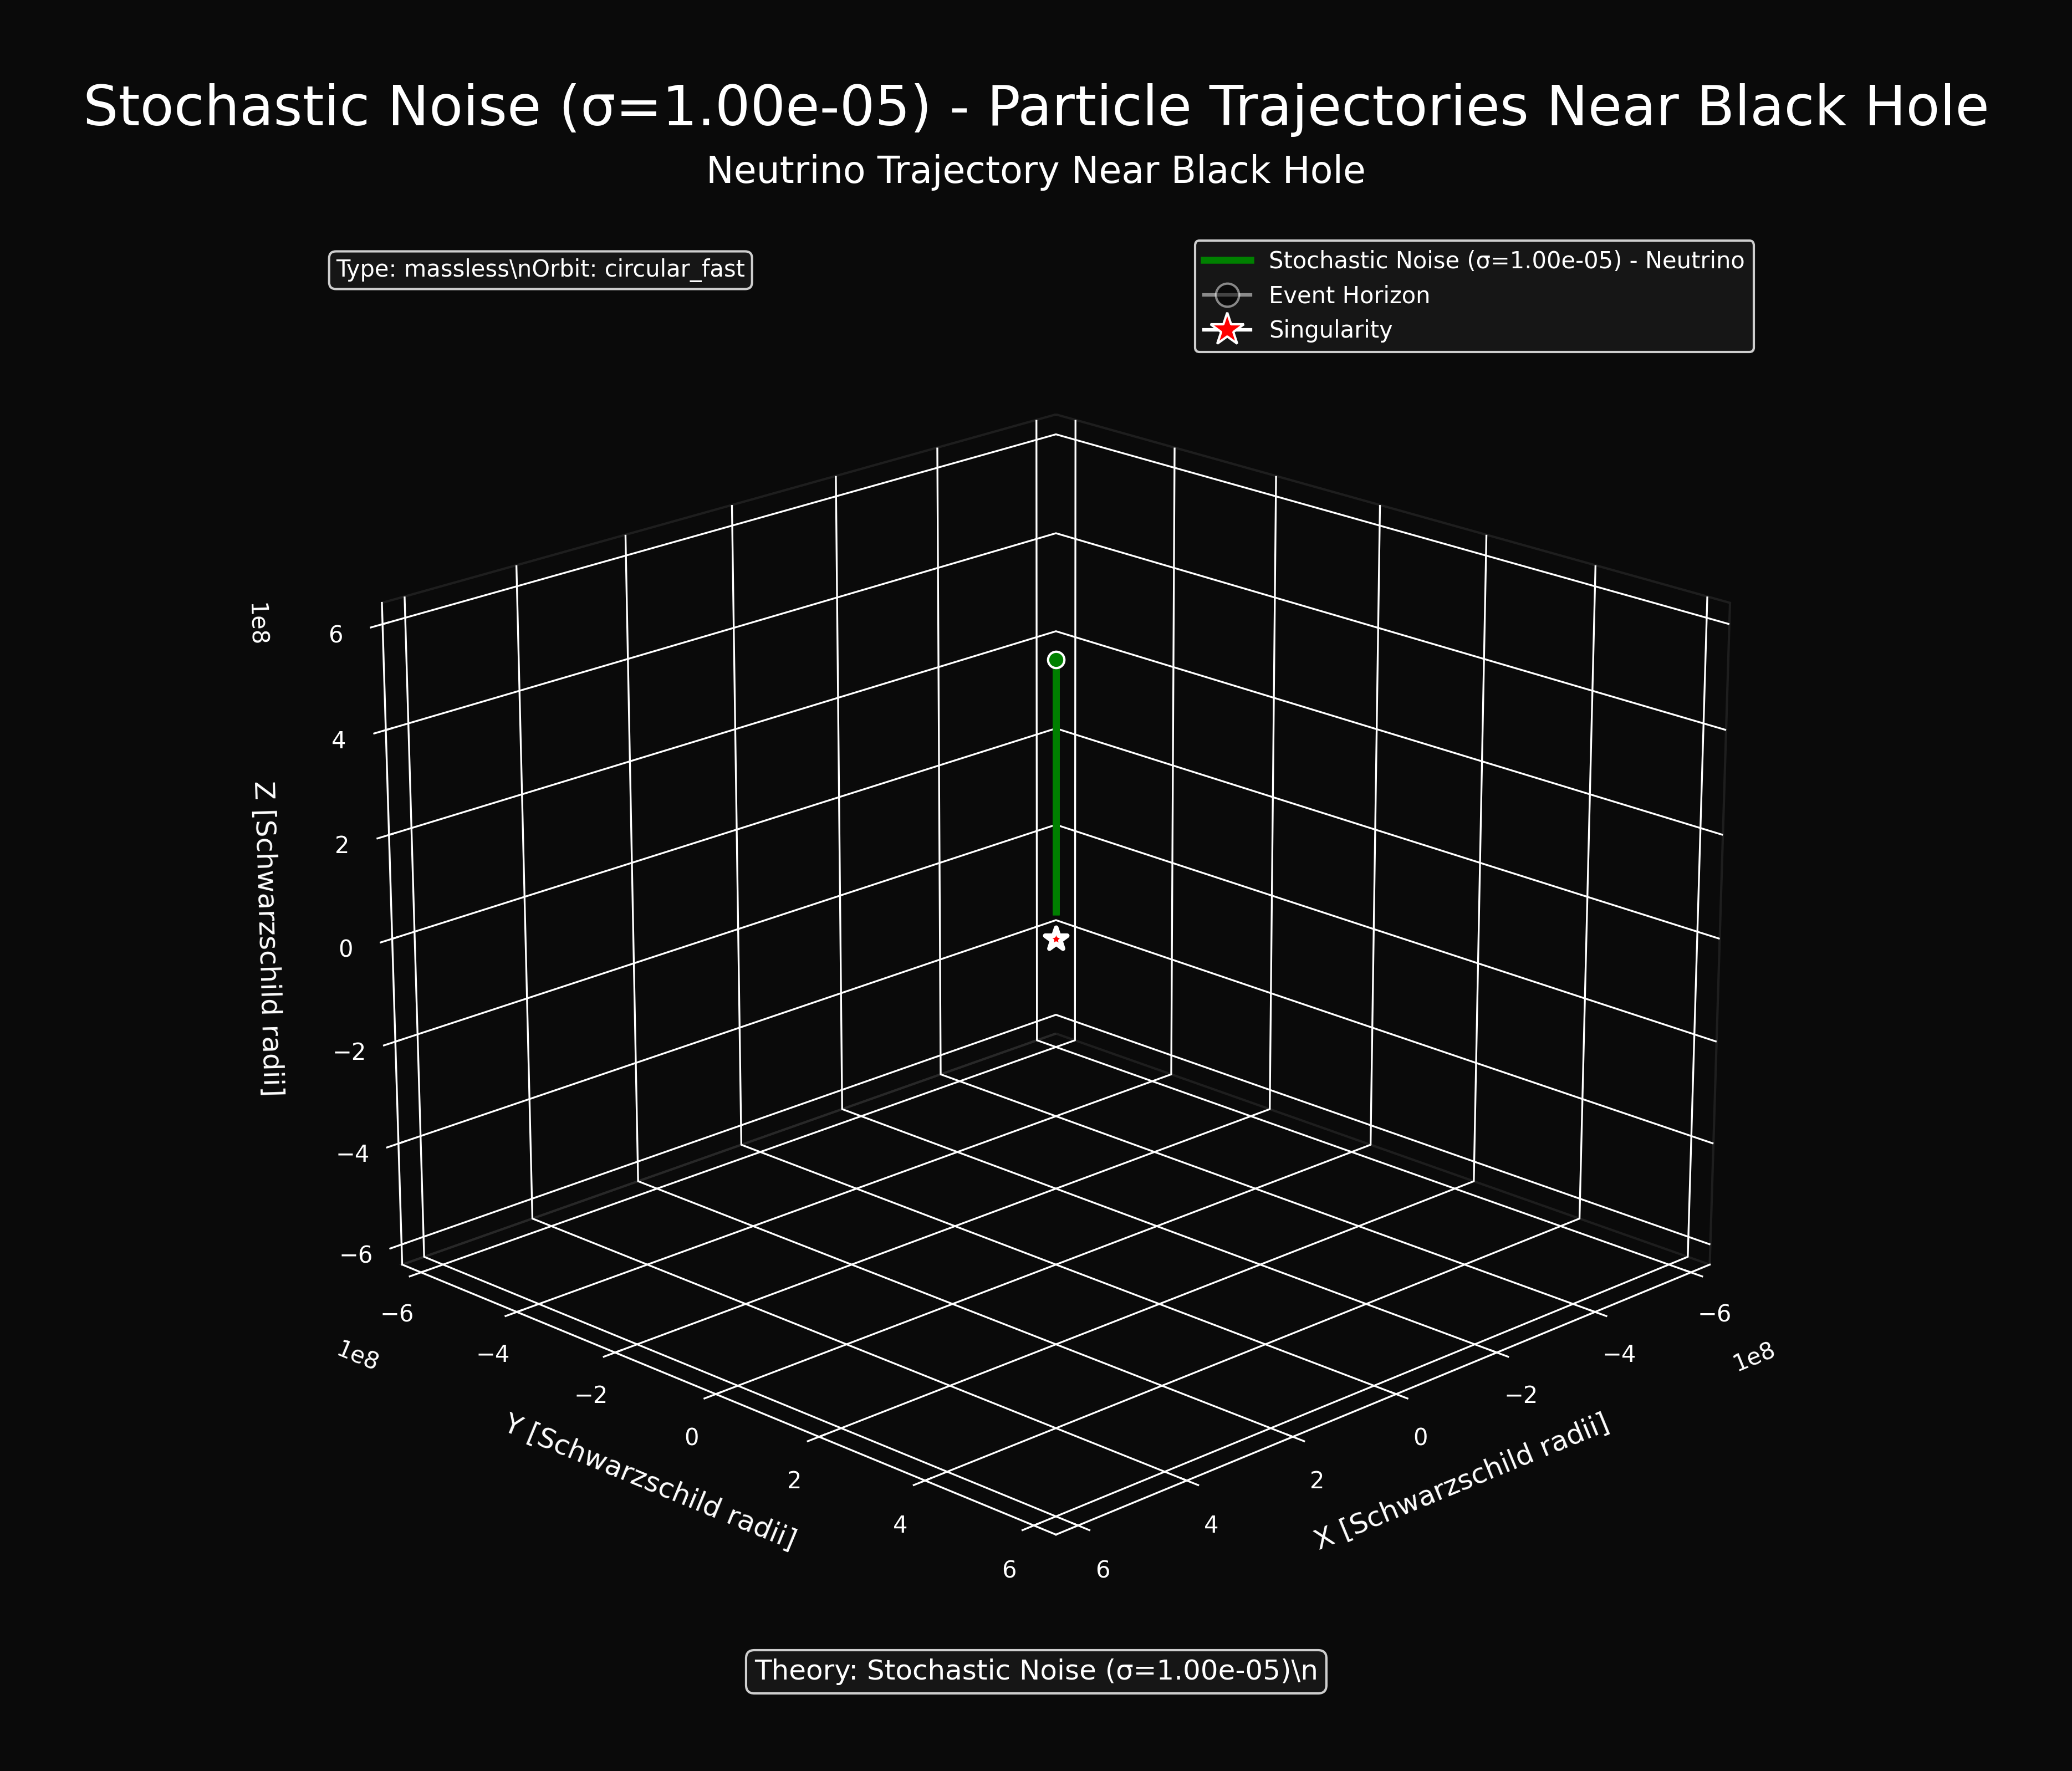 Stochastic Noise (σ=1.00e-05) - Particle Trajectories Near Black Hole
Neutrino Trajectory Near Black Hole
Type: massless\nOrbit: circular_fast
Stochastic Noise (σ=1.00e-05) - Neutrino
Event Horizon
Singularity
1e8
6
4
2
0
−2
−4
−6
Z [Schwarzschild radii]
−6
−4
−2
0
2
4
6
1e8
Y [Schwarzschild radii]
−6
−4
−2
0
2
4
6
1e8
X [Schwarzschild radii]
Theory: Stochastic Noise (σ=1.00e-05)\n